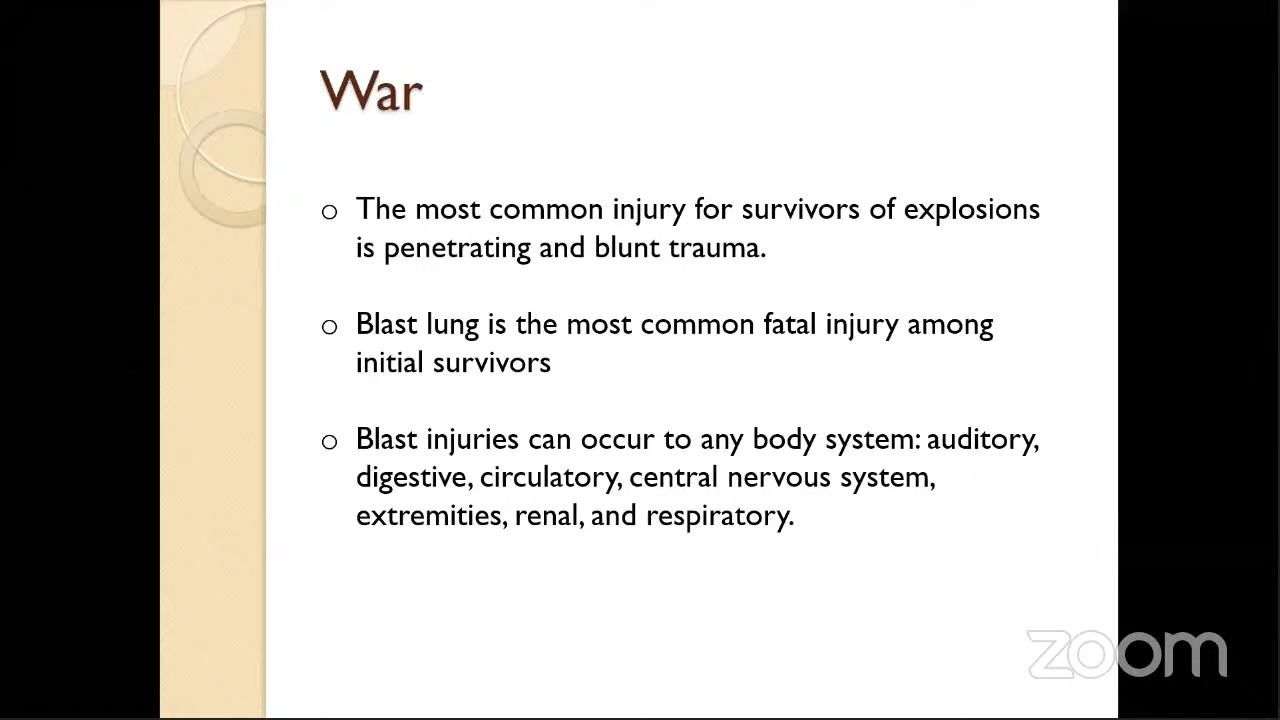 War
o The most common injury for survivors of explosions
is penetrating and blunt trauma.
o Blast lung is the most common fatal injury among
initial survivors
o Blast injuries can occur to any body system: auditory,
digestive, circulatory, central nervous system,
extremities, renal, and respiratory.
zoom